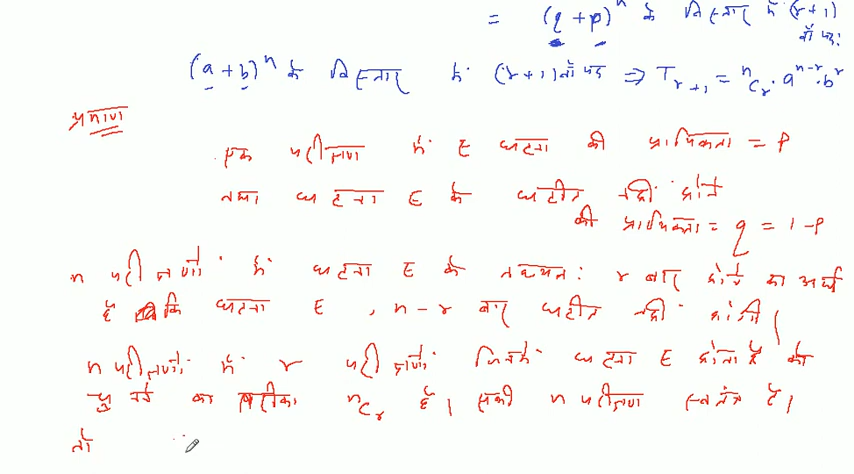 = (q + p)^n के विस्तार में (r+1)
वाँ पद।
(a + b)^n के विस्तार में (r+1) वाँ पद ⇒ T_{r+1} = ^nC_r · a^{n-r} · b^r
प्रमाण
एक परीक्षण में E घटना की प्रायिकता = P
तथा घटना E के घटित नहीं होने
की प्रायिकता = q = 1-P
n परीक्षणों में घटना E के तथ्यतः r बार होने का अर्थ
है कि घटना E , n-r बार घटित नहीं होगी।
n परीक्षणों में r परीक्षणों जिनमें घटना E होता है को
चुनने का तरीका ^nC_r है। सभी n परीक्षण स्वतंत्र है।
तो